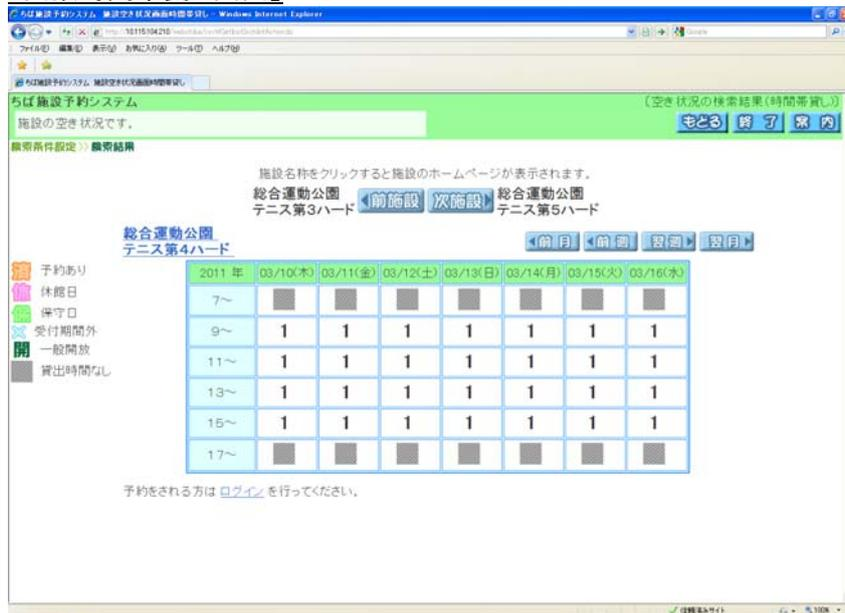 ちば施設予約システム 施設空き状況画面時間帯貸し - Windows Internet Explorer
ファイル(F) 編集(E) 表示(V) お気に入り(A) ツール(T) ヘルプ(H)
ちば施設予約システム 施設空き状況画面時間帯貸し
ちば施設予約システム
(空き状況の検索結果(時間帯貸し))
施設の空き状況です。
もどる 終了 案内
検索条件設定>>検索結果
施設名称をクリックすると施設のホームページが表示されます。
総合運動公園 テニス第3ハード 前施設 次施設 総合運動公園 テニス第5ハード
総合運動公園
テニス第4ハード
前月 前週 翌週 翌月
済 予約あり
休 休館日
保 保守日
受付期間外
開 一般開放
貸出時間なし
2011 年 03/10(木) 03/11(金) 03/12(土) 03/13(日) 03/14(月) 03/15(火) 03/16(水)
7～
9～ 1 1 1 1 1 1 1
11～ 1 1 1 1 1 1 1
13～ 1 1 1 1 1 1 1
15～ 1 1 1 1 1 1 1
17～
予約をされる方は ログイン を行ってください。
信頼済みサイト
100%